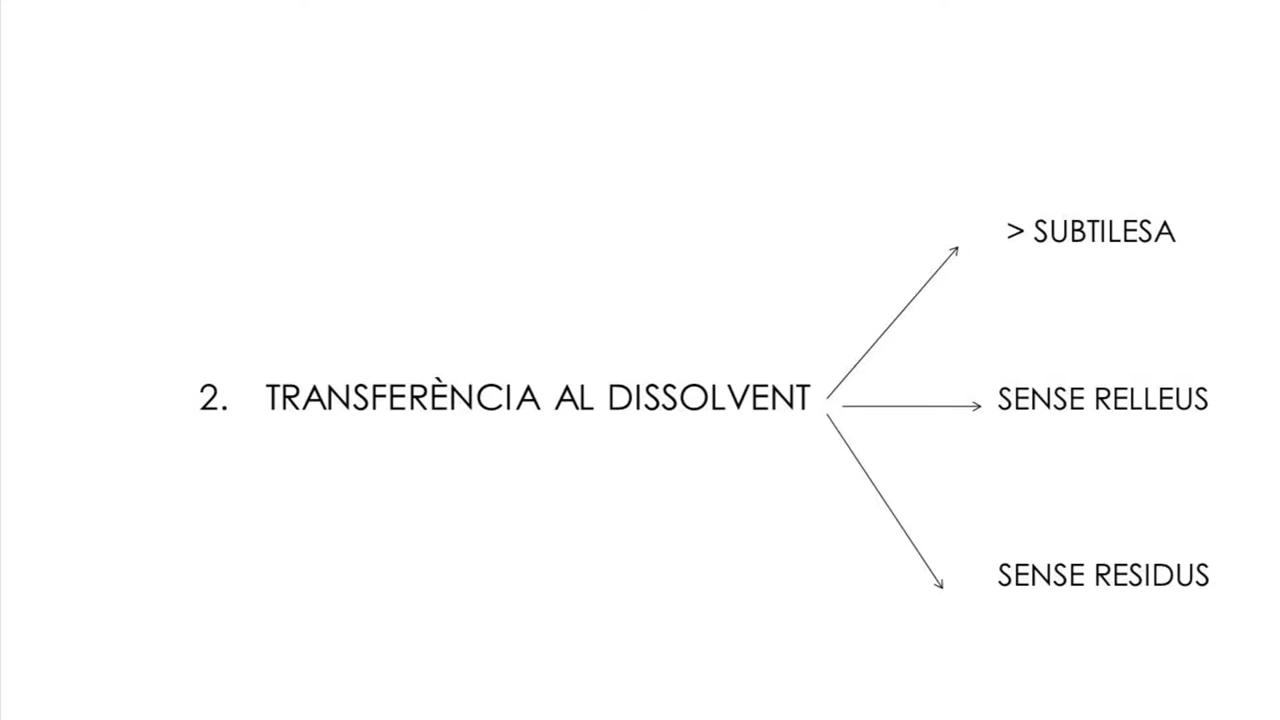 > SUBTILESA
2. TRANSFERÈNCIA AL DISSOLVENT
SENSE RELLEUS
SENSE RESIDUS